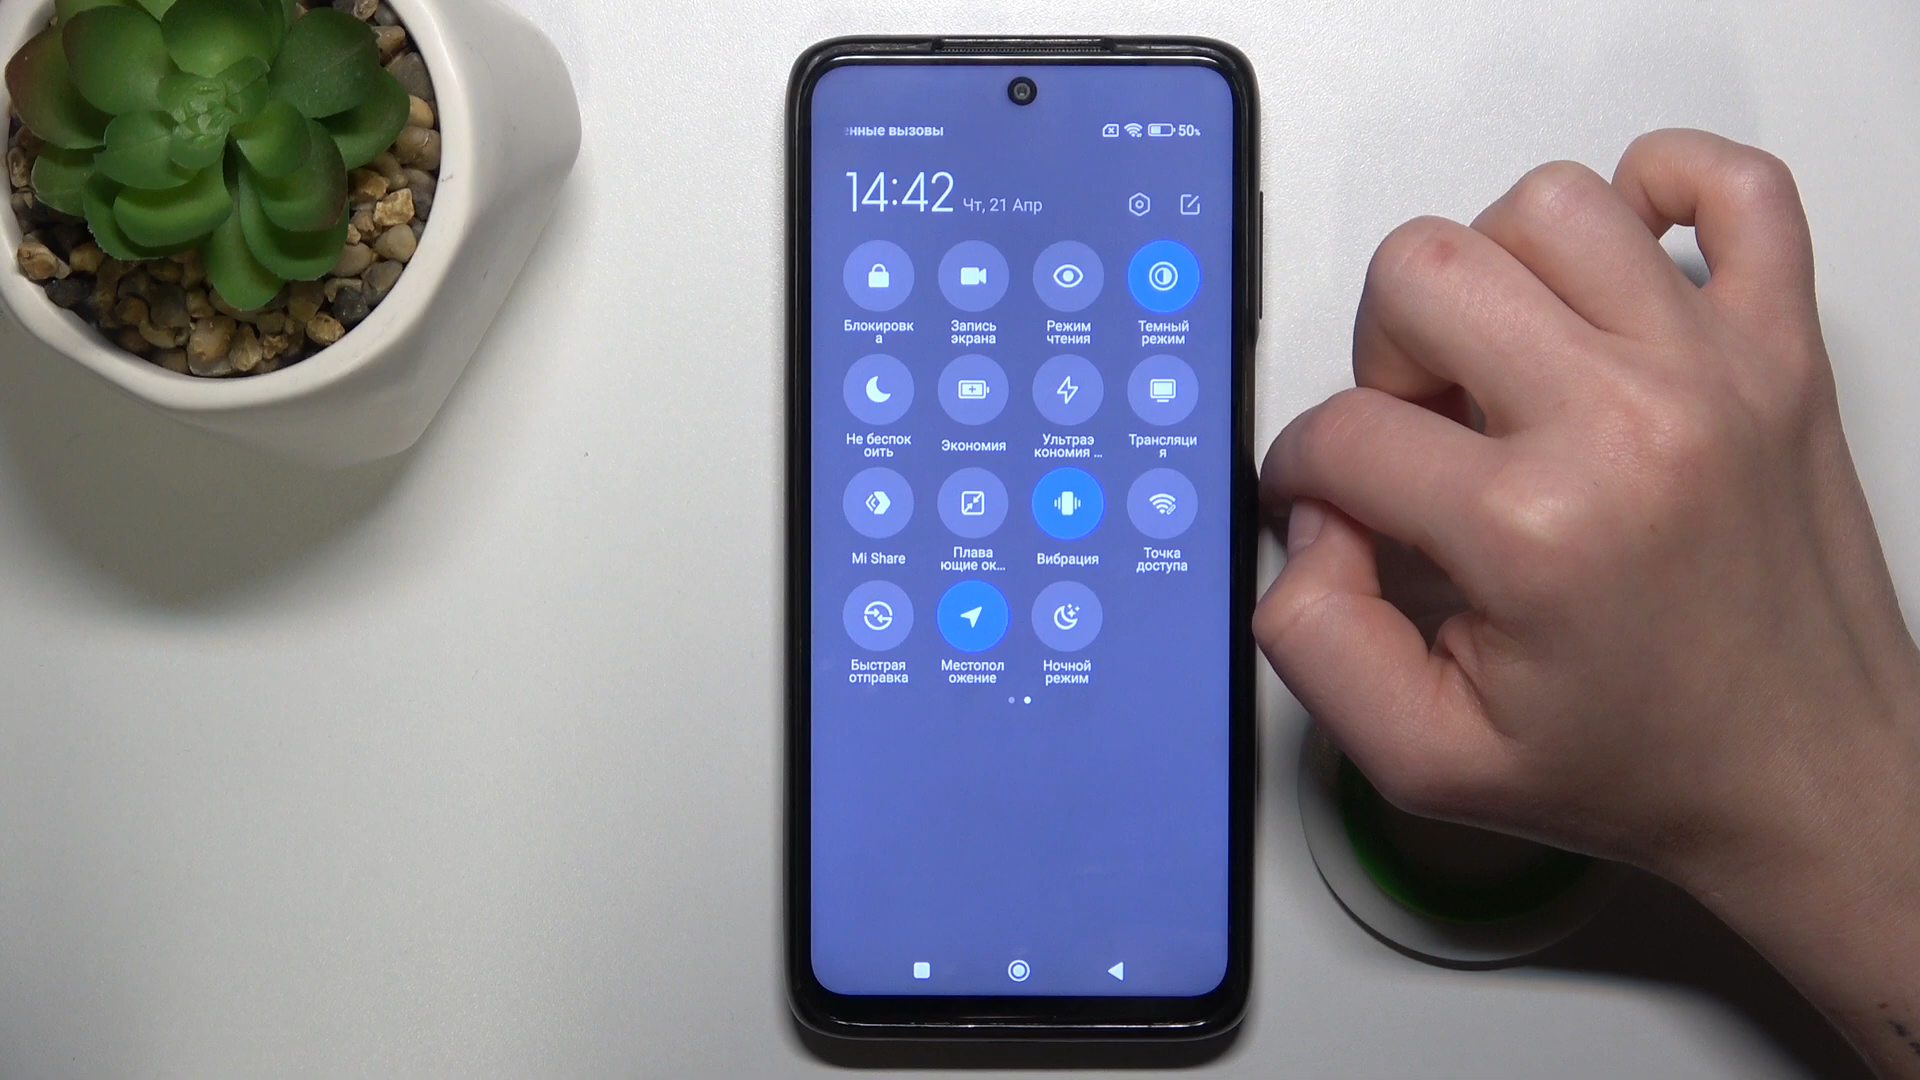 нные вызовы
50%
14:42 Чт, 21 Апр
Блокировк
а
Запись
экрана
Режим
чтения
Темный
режим
Не беспок
оить
Экономия
Ультраэ
кономия ...
Трансляци
я
Mi Share
Плава
ющие ок...
Вибрация
Точка
доступа
Быстрая
отправка
Местопол
ожение
Ночной
режим